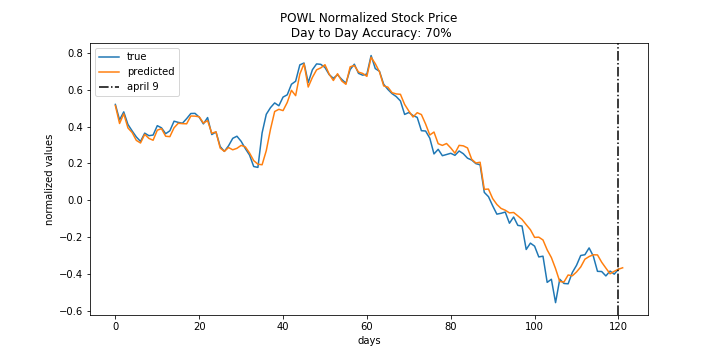 POWL Normalized Stock Price
Day to Day Accuracy: 70%
true
predicted
april 9
normalized values
0.8
0.6
0.4
0.2
0.0
−0.2
−0.4
−0.6
0 20 40 60 80 100 120
days